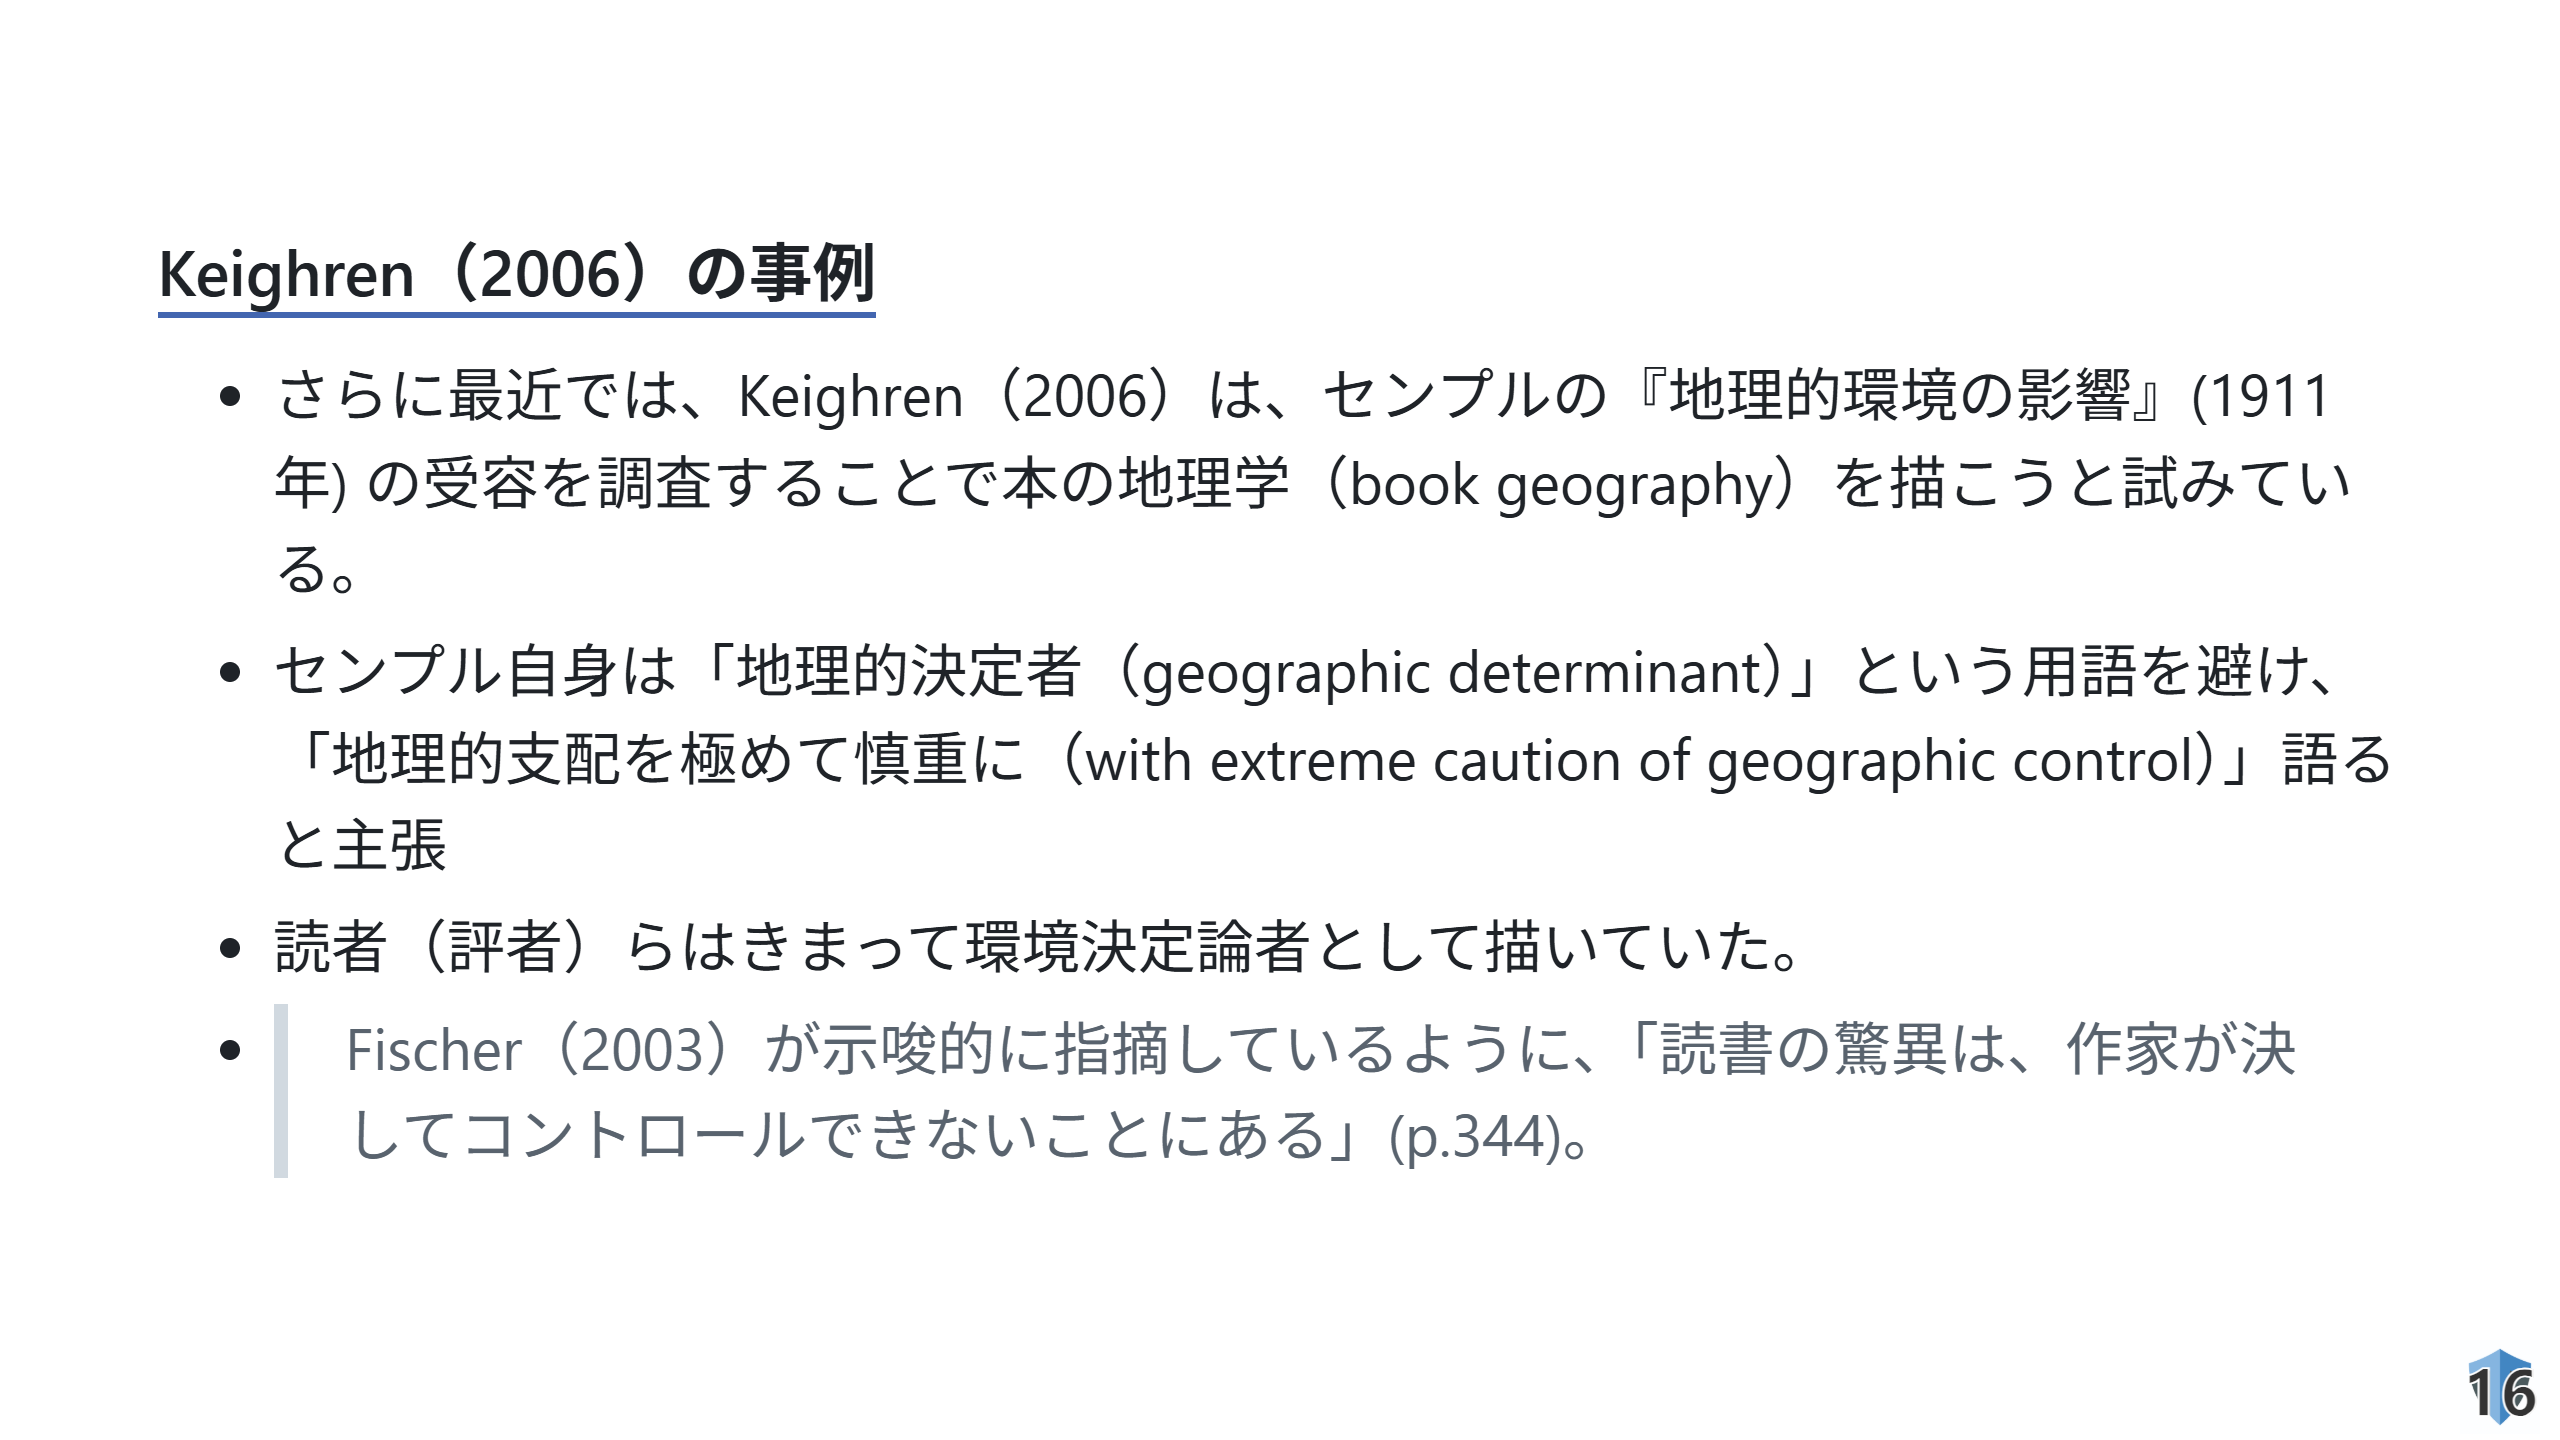 Keighren（2006）の事例
さらに最近では、Keighren（2006）は、センプルの『地理的環境の影響』(1911
年) の受容を調査することで本の地理学（book geography）を描こうと試みてい
る。
センプル自身は「地理的決定者（geographic determinant）」という用語を避け、
「地理的支配を極めて慎重に（with extreme caution of geographic control）」語る
と主張
読者（評者）らはきまって環境決定論者として描いていた。
Fischer（2003）が示唆的に指摘しているように、「読書の驚異は、作家が決
してコントロールできないことにある」(p.344)。
16